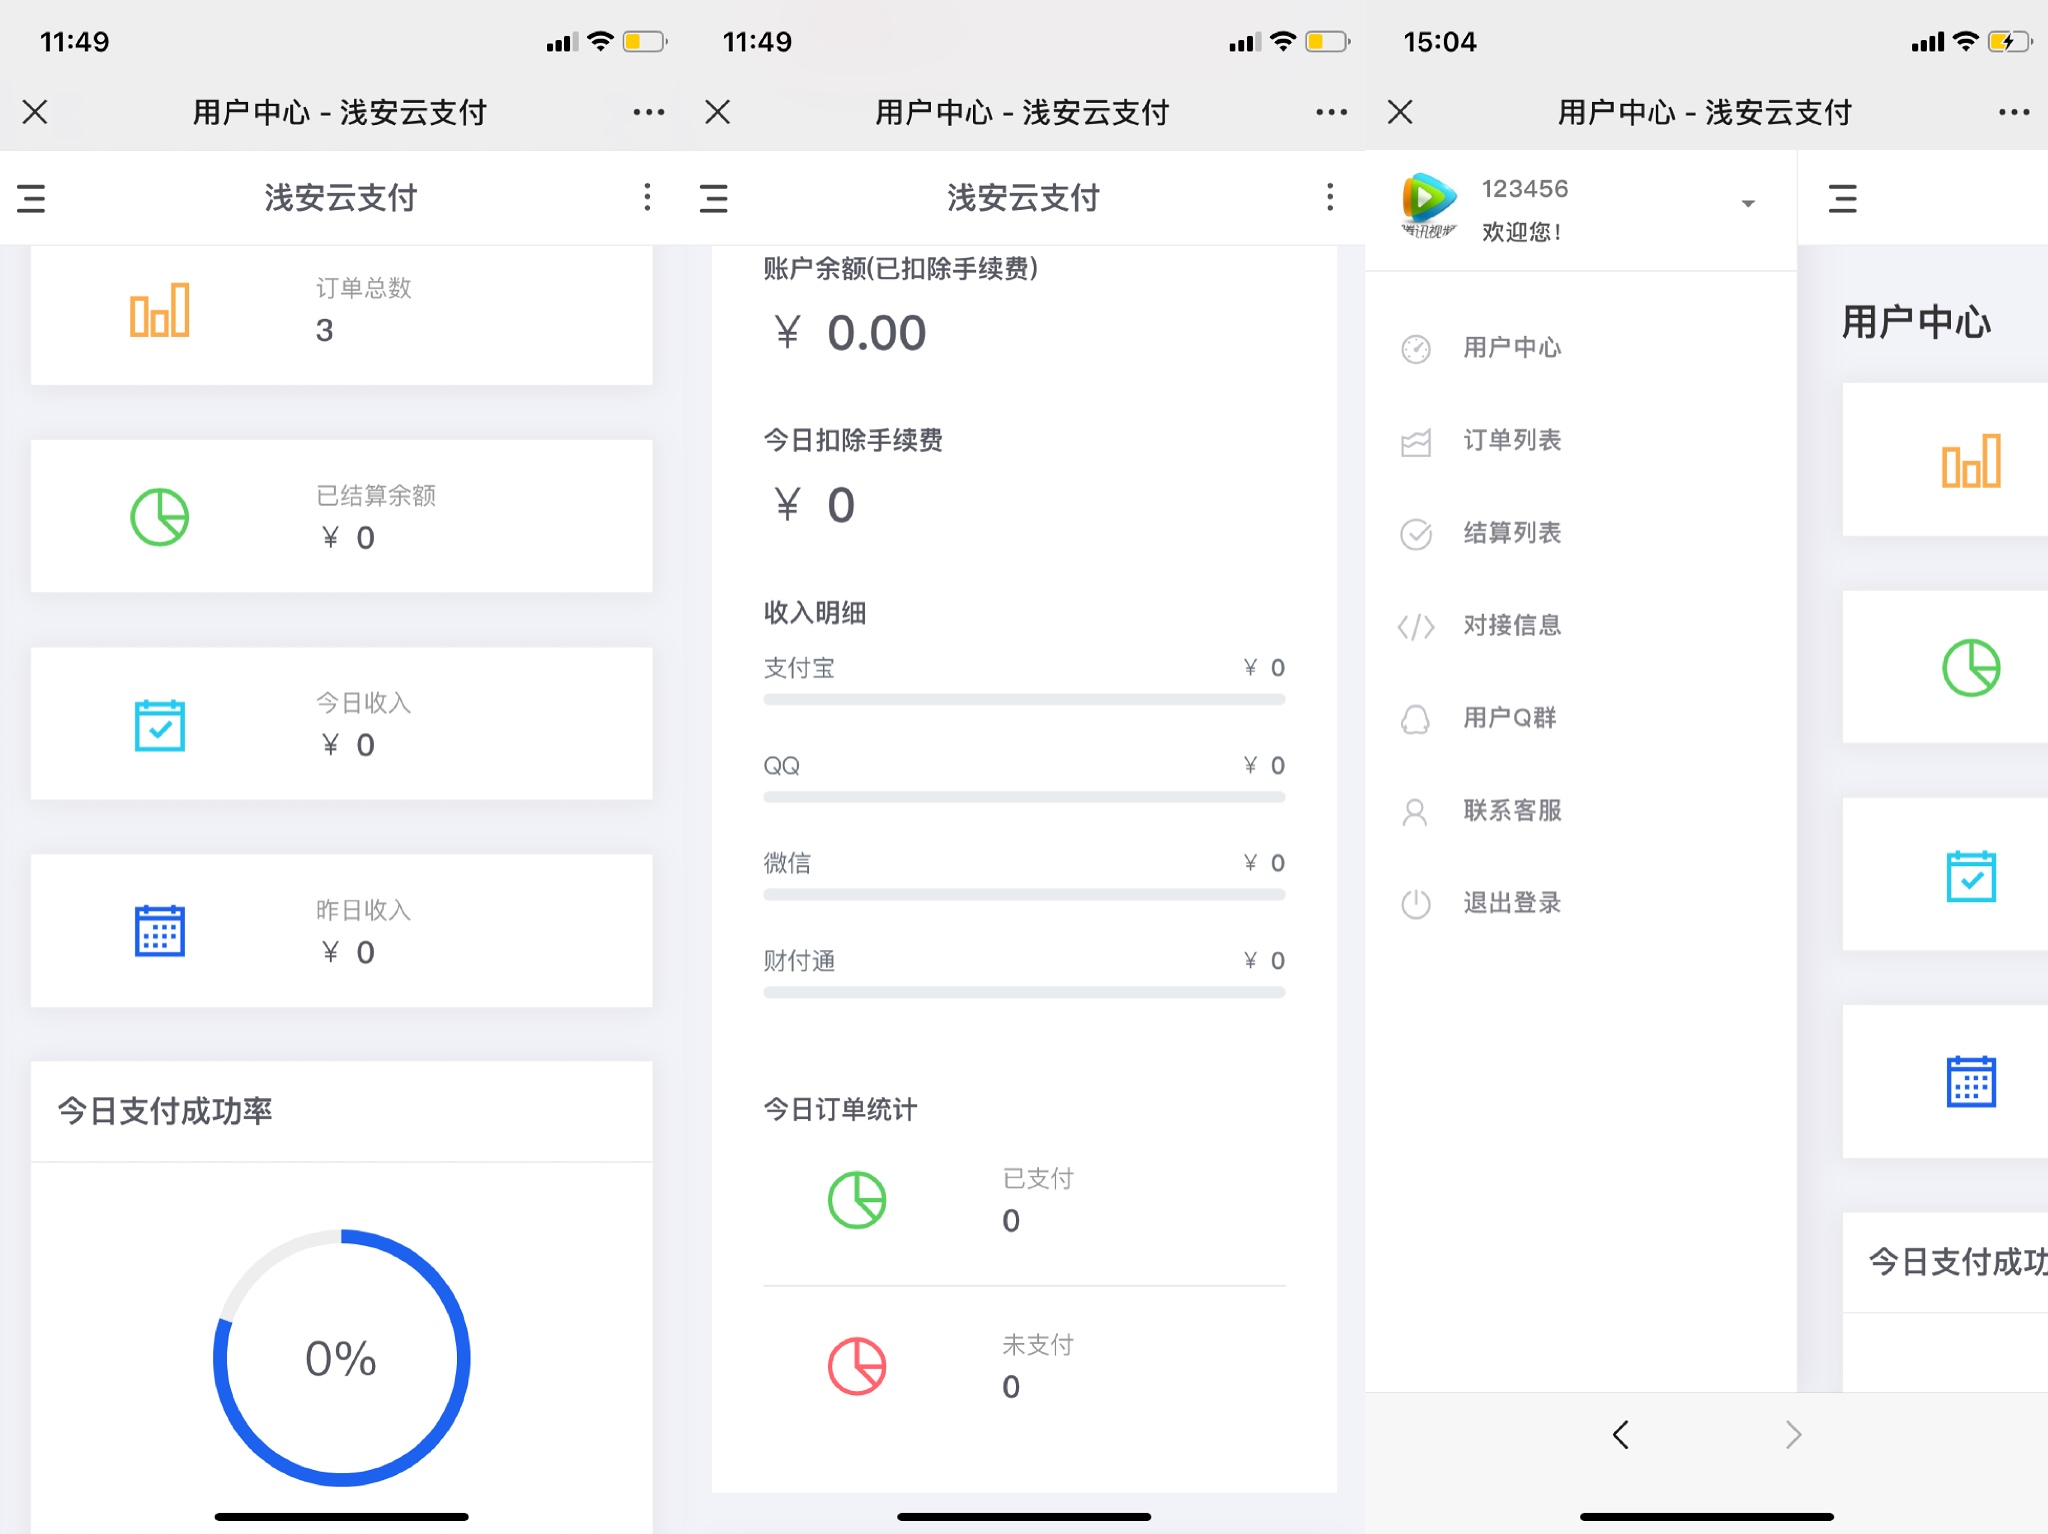 11:49
用户中心 - 浅安云支付
浅安云支付
订单总数
3
已结算余额
¥ 0
今日收入
¥ 0
昨日收入
¥ 0
今日支付成功率
0%
11:49
用户中心 - 浅安云支付
浅安云支付
账户余额(已扣除手续费)
¥ 0.00
今日扣除手续费
¥ 0
收入明细
支付宝 ¥ 0
QQ ¥ 0
微信 ¥ 0
财付通 ¥ 0
今日订单统计
已支付
0
未支付
0
15:04
用户中心 - 浅安云支付
腾讯视频
123456
欢迎您!
用户中心
订单列表
结算列表
对接信息
用户Q群
联系客服
退出登录
用户中心
今日支付成功